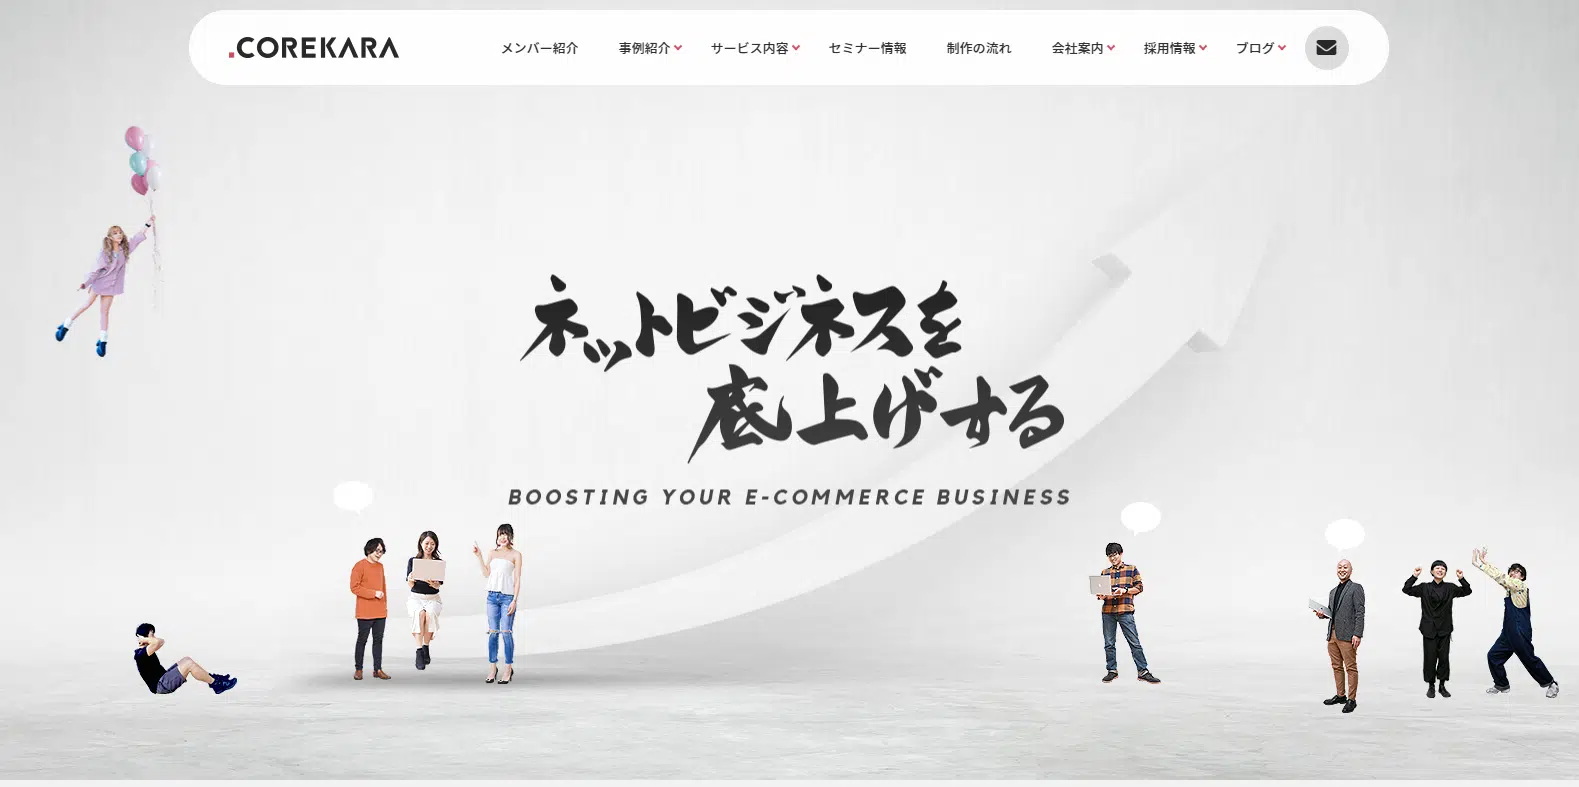 .COREKARA
メンバー紹介
事例紹介
サービス内容
セミナー情報
制作の流れ
会社案内
採用情報
ブログ
ネットビジネスを
底上げする
BOOSTING YOUR E-COMMERCE BUSINESS